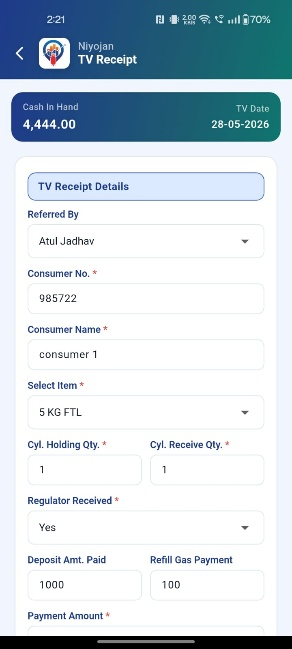 2:21
2.00 KB/S
70%
Niyojan
TV Receipt
Cash In Hand
TV Date
4,444.00
28-05-2026
TV Receipt Details
Referred By
Atul Jadhav
Consumer No. *
985722
Consumer Name *
consumer 1
Select Item *
5 KG FTL
Cyl. Holding Qty. *
Cyl. Receive Qty. *
1
1
Regulator Received *
Yes
Deposit Amt. Paid
Refill Gas Payment
1000
100
Payment Amount *